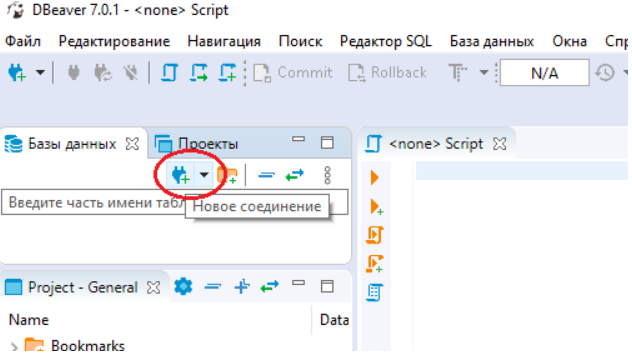 DBeaver 7.0.1 - <none> Script
Файл Редактирование Навигация Поиск Редактор SQL База данных Окна Спр
Commit Rollback N/A
Базы данных Проекты
<none> Script
Введите часть имени табл
Новое соединение
Project - General
Name Data
Bookmarks